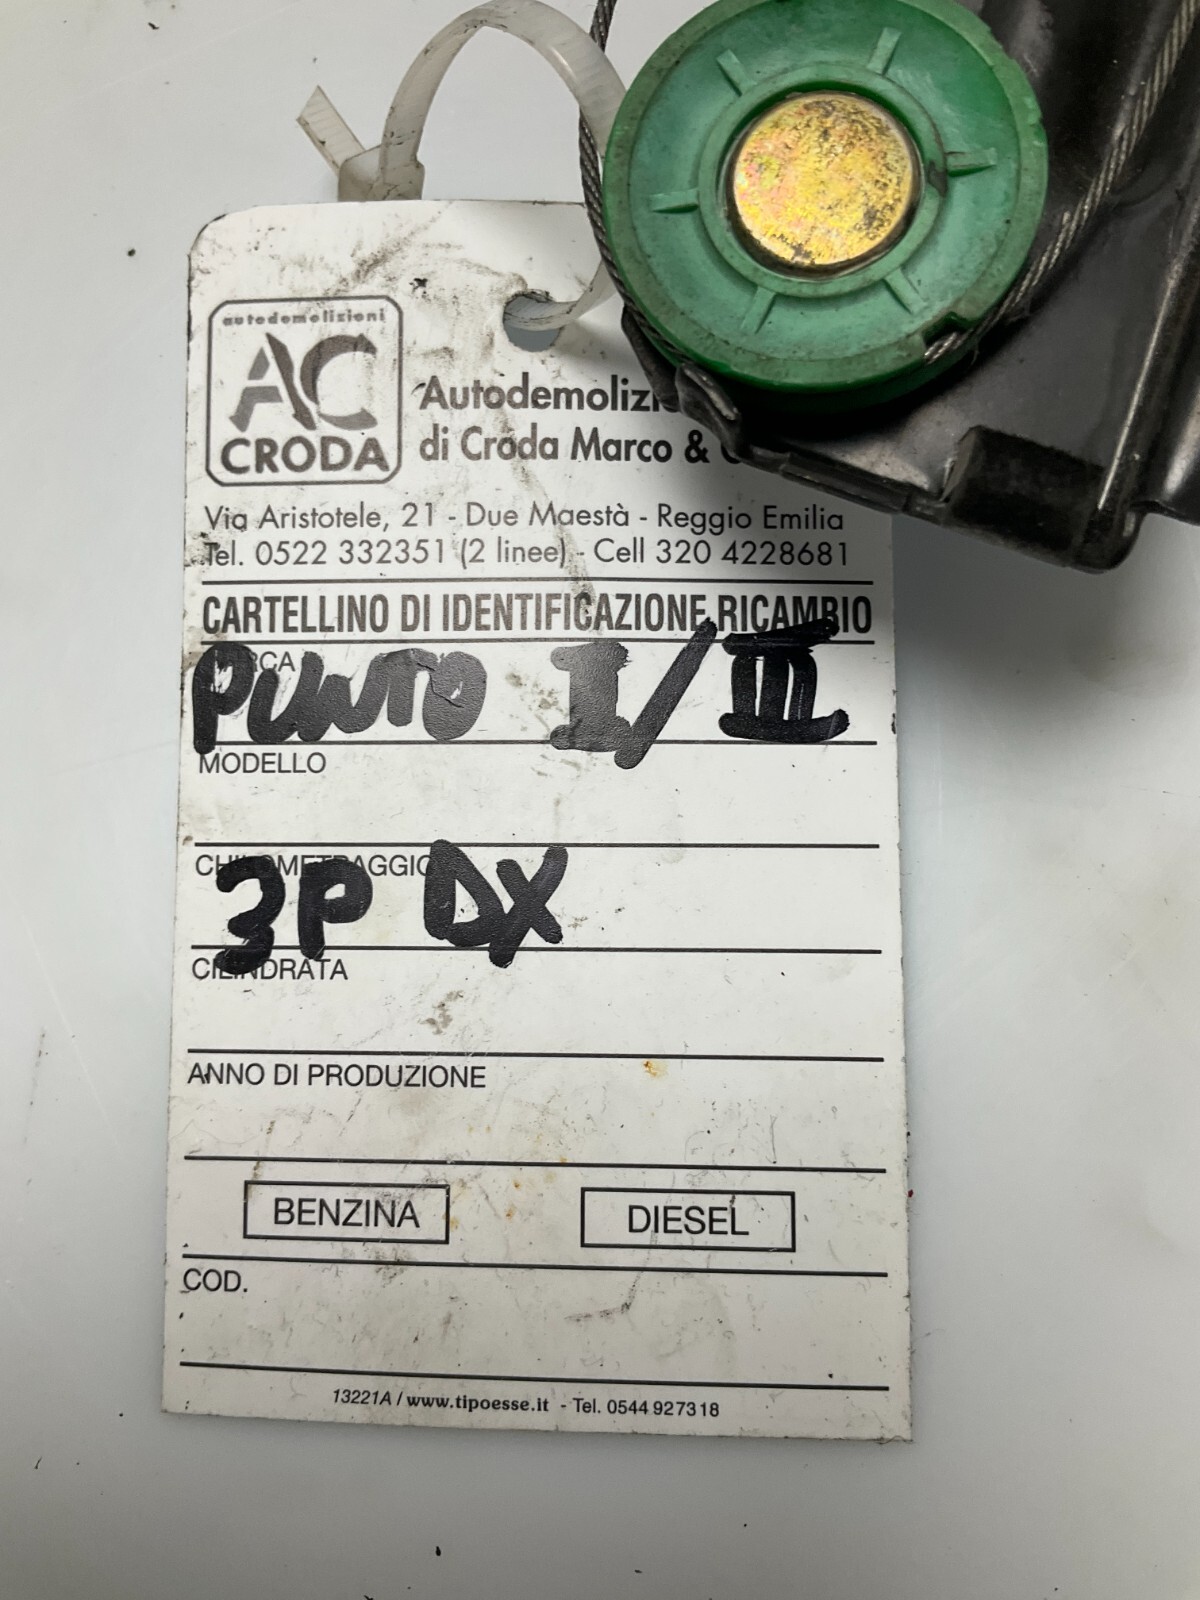 autodemolizioni
AC
CRODA
di Croda Marco &
Via Aristotele, 21 - Due Maestà - Reggio Emilia
Tel. 0522 332351 (2 linee) - Cell 320 4228681
CARTELLINO DI IDENTIFICAZIONE RICAMBIO
PUNTO I/III
MODELLO
CHILOMETRAGGIO
3P DX
CILINDRATA
ANNO DI PRODUZIONE
BENZINA DIESEL
COD.
13221A / www.tipoesse.it - Tel. 0544 927318